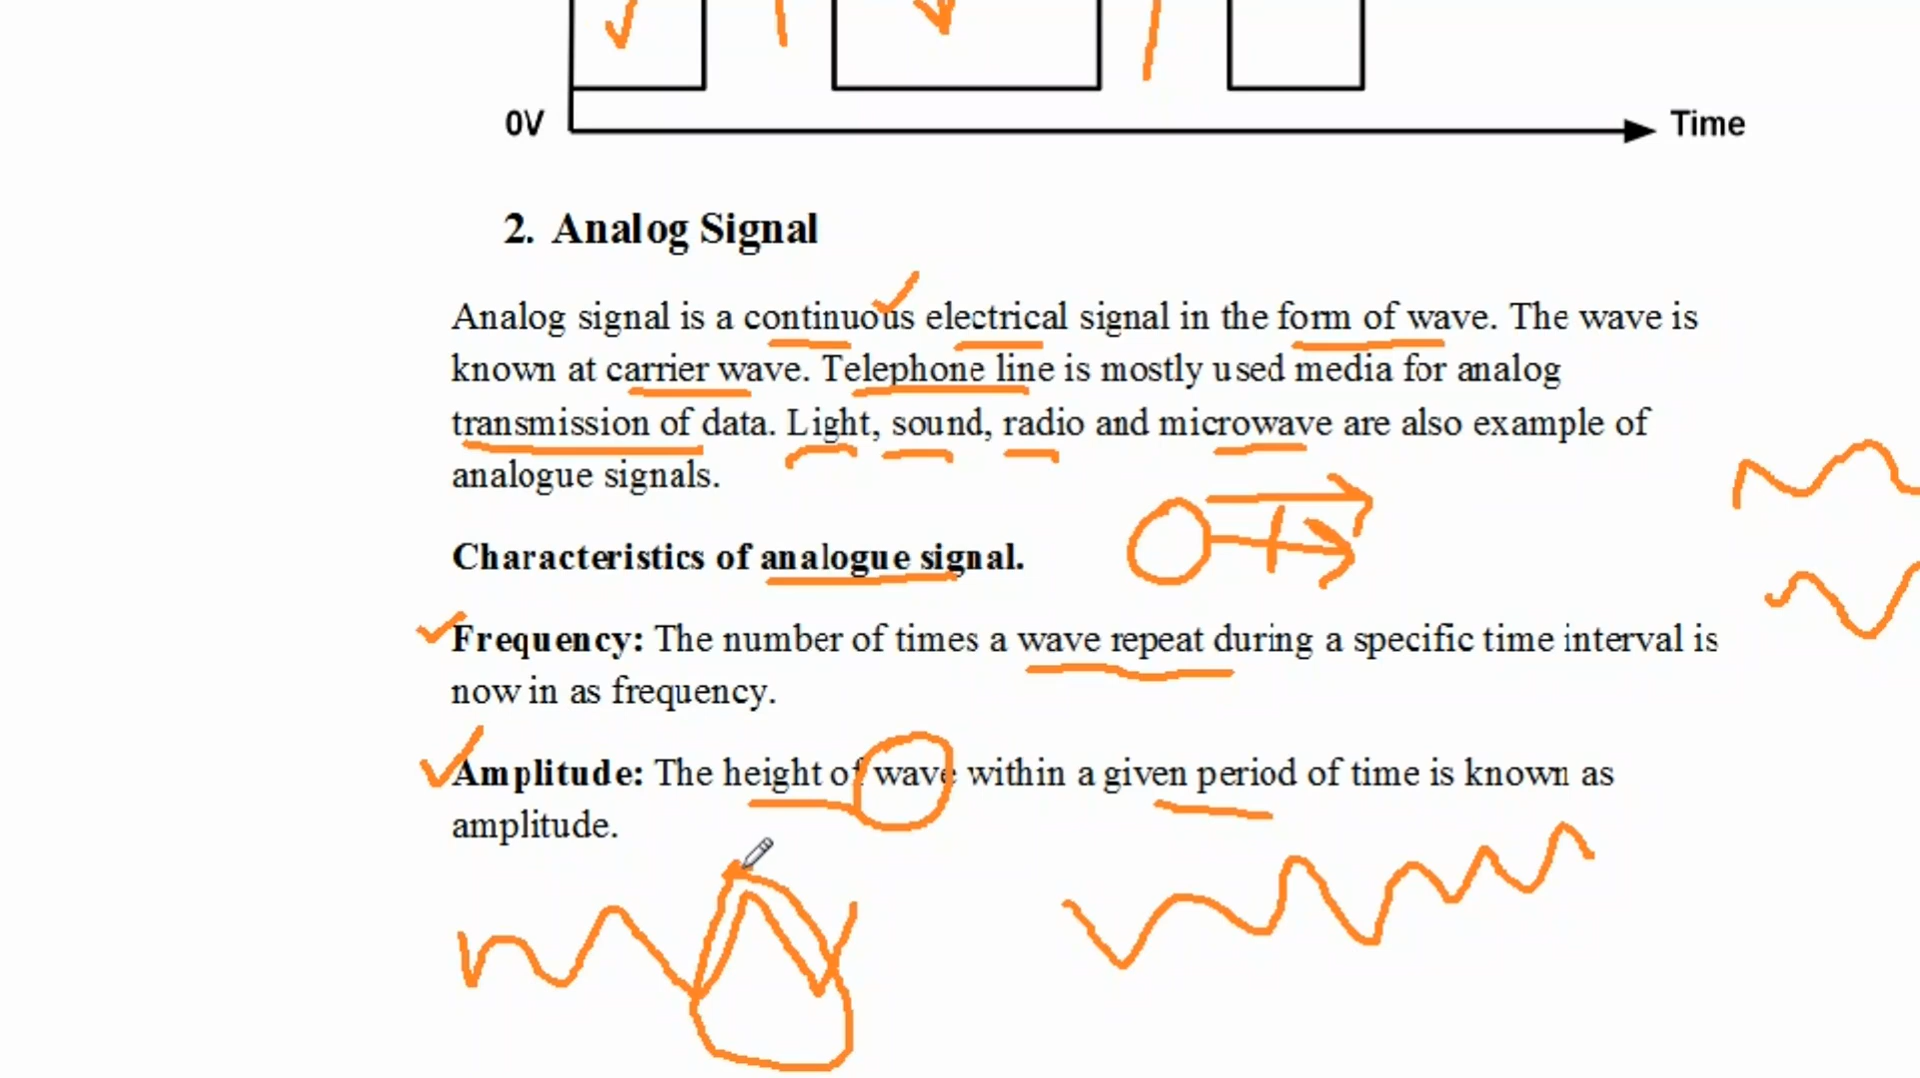 0V
Time
2. Analog Signal
Analog signal is a continuous electrical signal in the form of wave. The wave is
known at carrier wave. Telephone line is mostly used media for analog
transmission of data. Light, sound, radio and microwave are also example of
analogue signals.
Characteristics of analogue signal.
Frequency: The number of times a wave repeat during a specific time interval is
now in as frequency.
Amplitude: The height of wave within a given period of time is known as
amplitude.